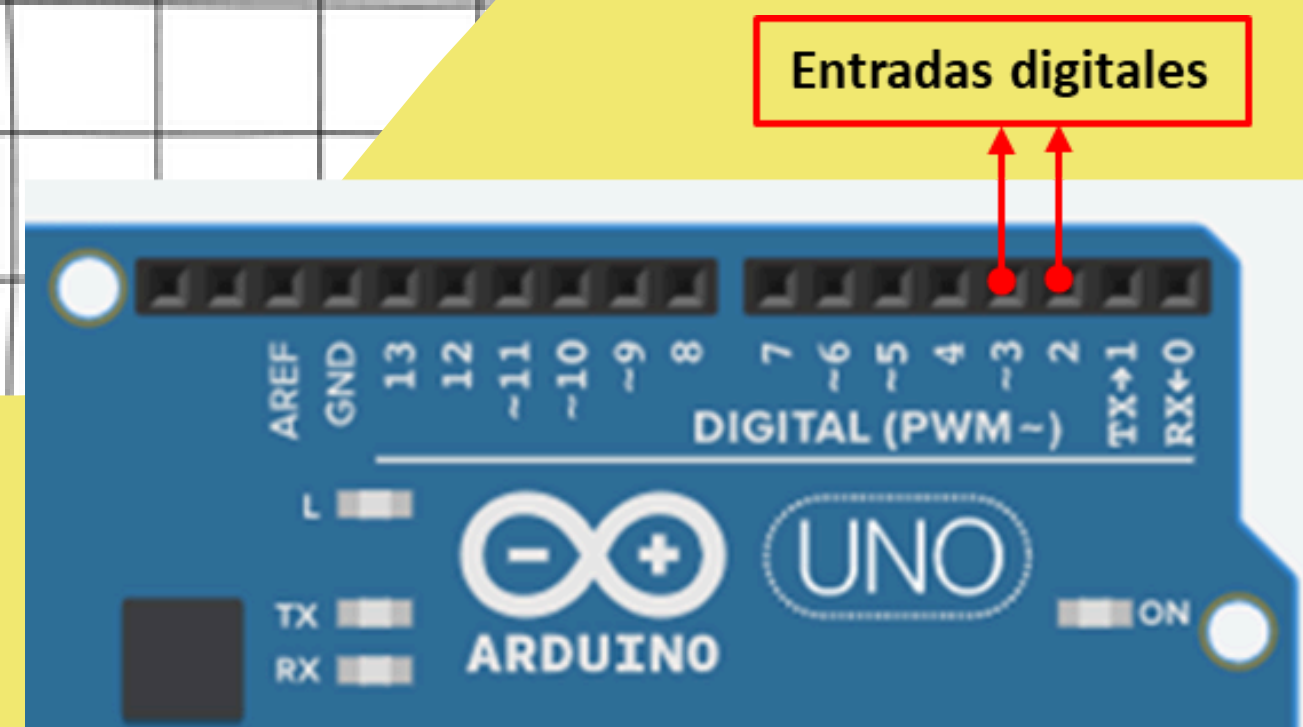 Entradas digitales
AREF
GND
13
12
~11
~10
~9
8
7
~6
~5
4
~3
2
TX→1
RX←0
DIGITAL (PWM~)
L
TX
RX
ARDUINO
UNO
ON